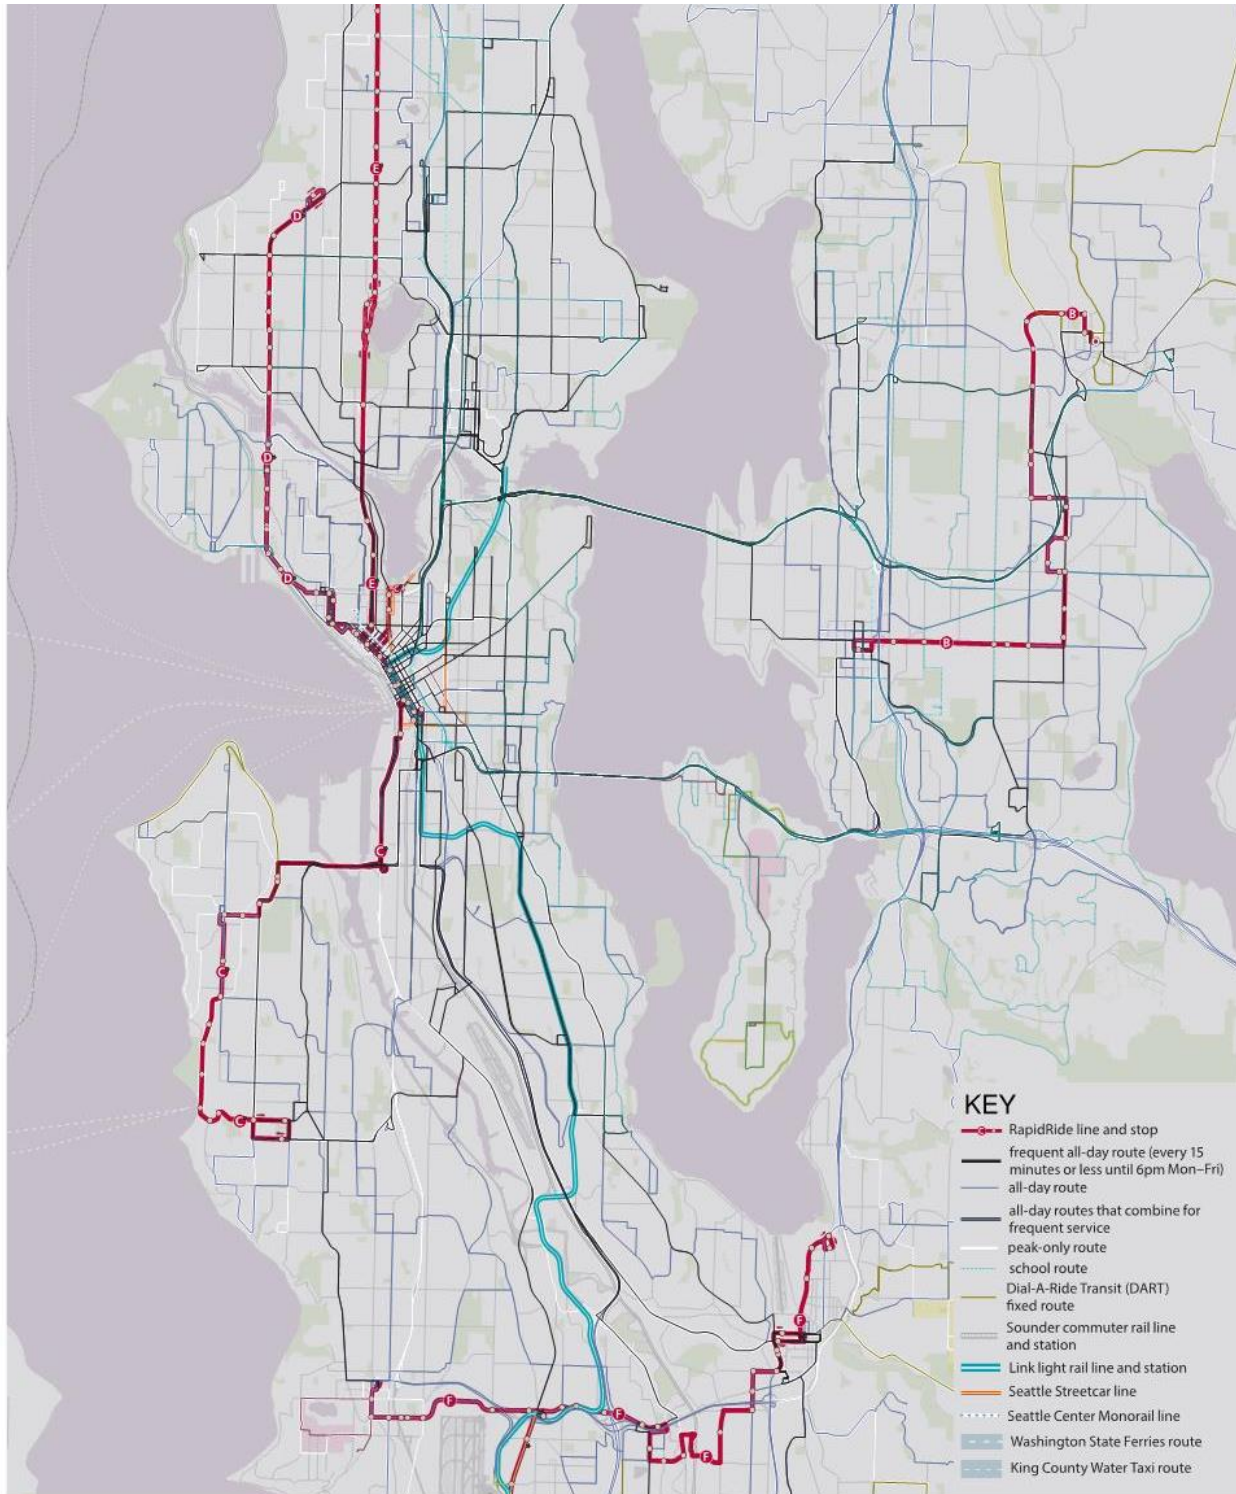 E
D
B
D
E
D
B
C
C
C
F
F
F
F
KEY
C RapidRide line and stop
frequent all-day route (every 15
minutes or less until 6pm Mon–Fri)
all-day route
all-day routes that combine for
frequent service
peak-only route
school route
Dial-A-Ride Transit (DART)
fixed route
Sounder commuter rail line
and station
Link light rail line and station
Seattle Streetcar line
Seattle Center Monorail line
Washington State Ferries route
King County Water Taxi route